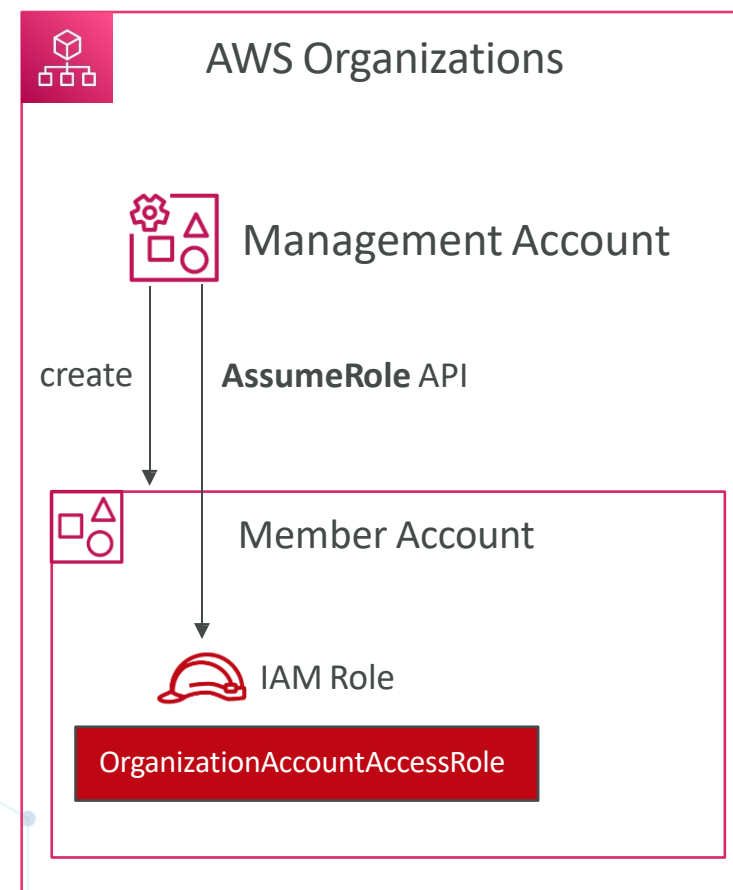 AWS Organizations
Management Account
create
AssumeRole API
Member Account
IAM Role
OrganizationAccountAccessRole